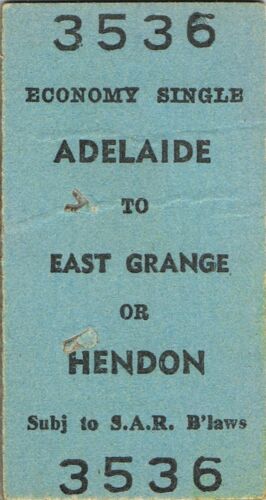 3536
ECONOMY SINGLE
ADELAIDE
TO
EAST GRANGE
OR
HENDON
Subj to S.A.R. B'laws
3536